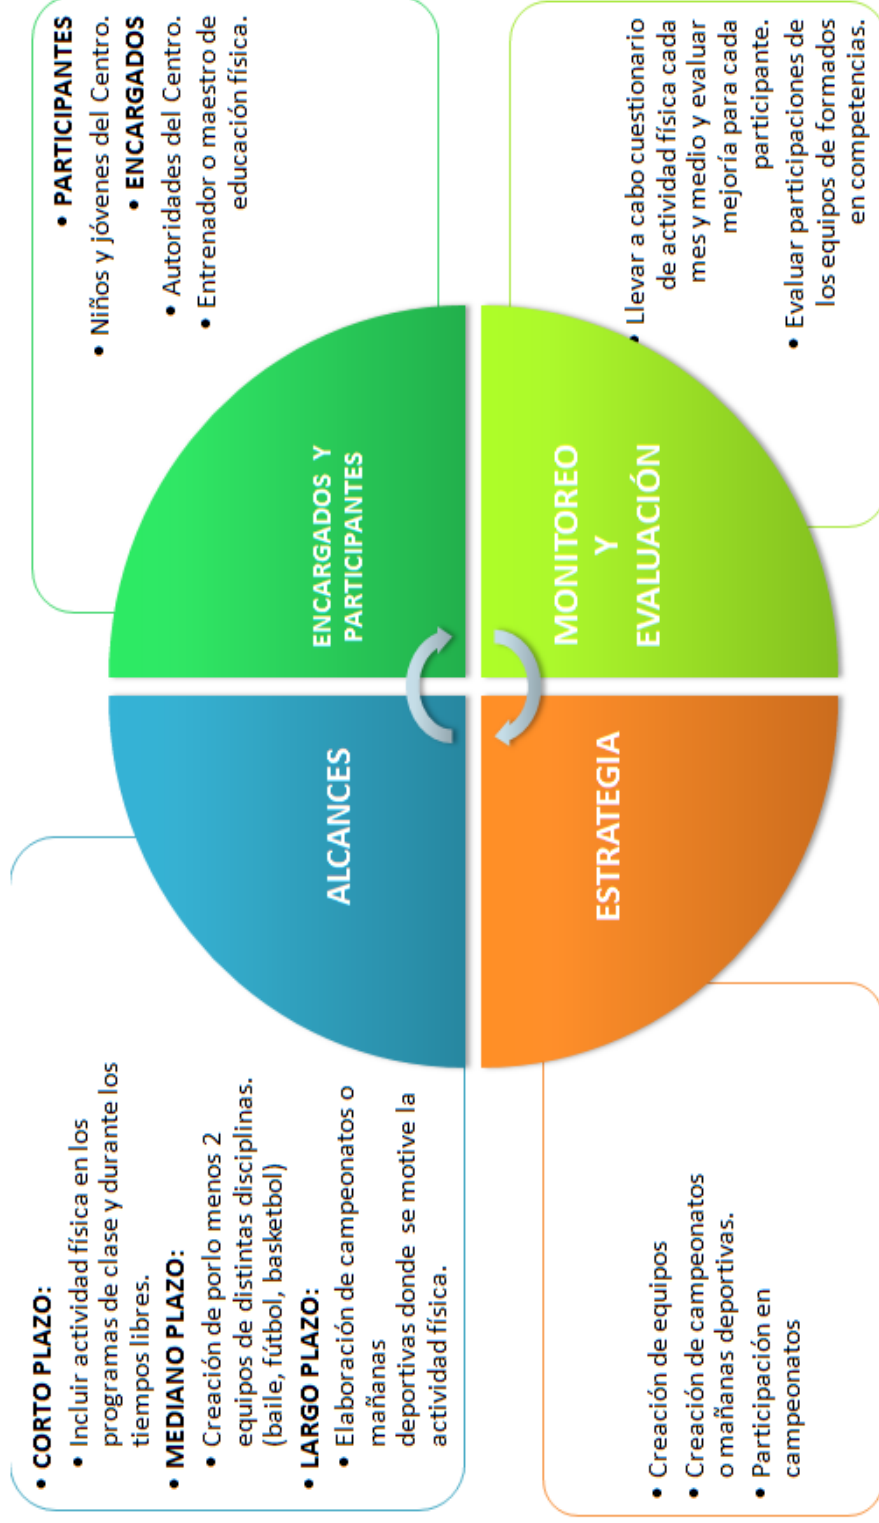 • CORTO PLAZO:
• Incluir actividad física en los
programas de clase y durante los
tiempos libres.
• MEDIANO PLAZO:
• Creación de porlo menos 2
equipos de distintas disciplinas.
(baile, fútbol, basketbol)
• LARGO PLAZO:
• Elaboración de campeonatos o
mañanas
deportivas donde se motive la
actividad física.
ALCANCES
• PARTICIPANTES
• Niños y jóvenes del Centro.
• ENCARGADOS
• Autoridades del Centro.
• Entrenador o maestro de
educación física.
ENCARGADOS Y
PARTICIPANTES
• Creación de equipos
• Creación de campeonatos
o mañanas deportivas.
• Participación en
campeonatos
ESTRATEGIA
MONITOREO
Y
EVALUACIÓN
• Llevar a cabo cuestionario
de actividad física cada
mes y medio y evaluar
mejoría para cada
participante.
• Evaluar participaciones de
los equipos de formados
en competencias.